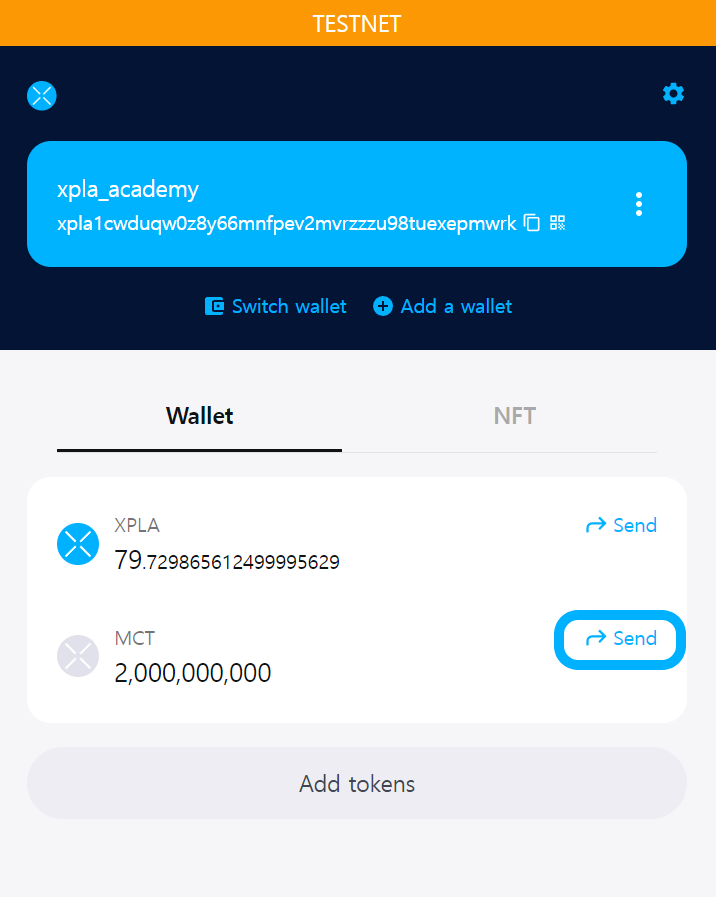 TESTNET
xpla_academy
xpla1cwduqw0z8y66mnfpev2mvrzzzu98tuexepmwrk
Switch wallet Add a wallet
Wallet NFT
XPLA Send
79.729865612499995629
MCT Send
2,000,000,000
Add tokens